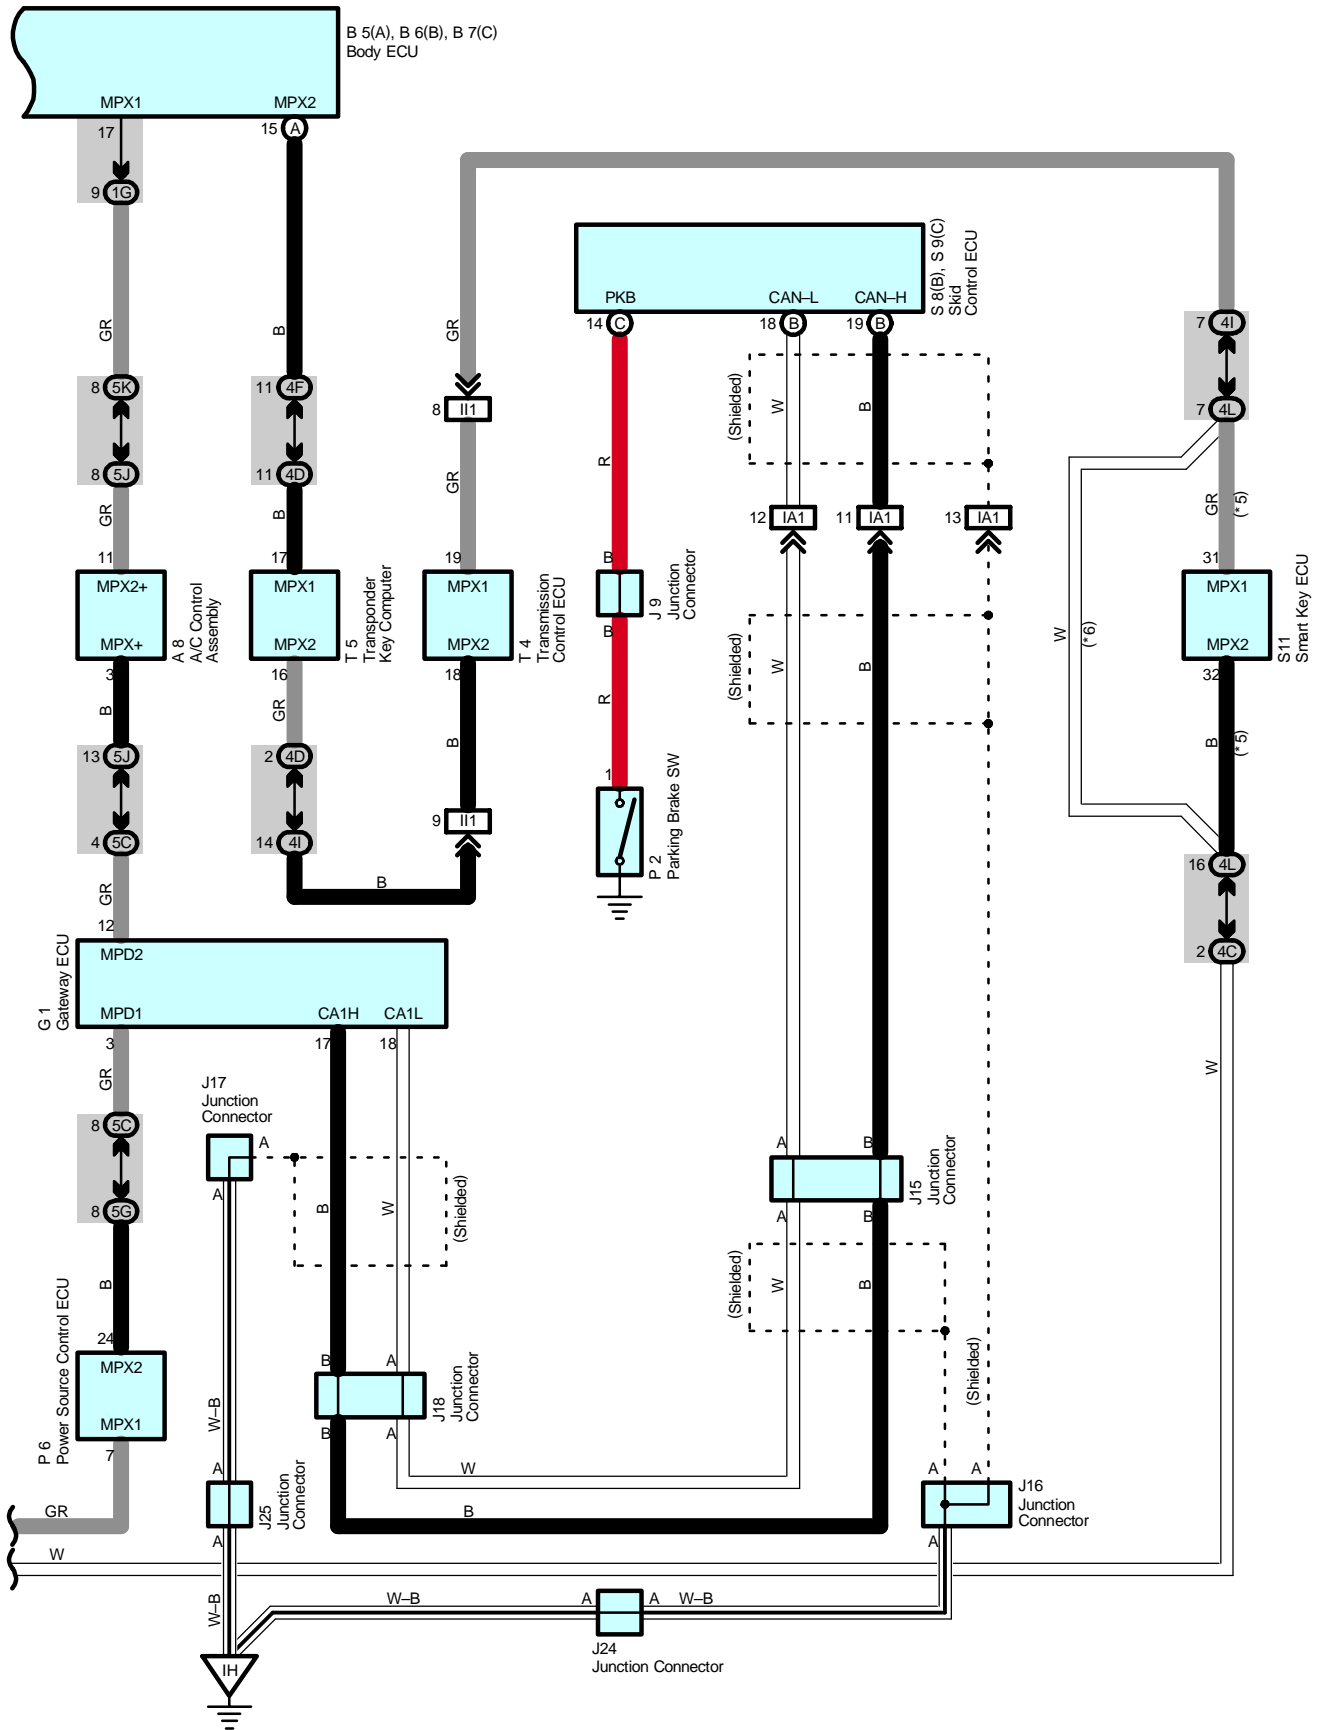 B 5(A), B 6(B), B 7(C)
Body ECU
MPX1
MPX2
17
15
A
9
1G
GR
B
GR
8
5K
11
4F
8
II1
8
5J
11
4D
GR
B
GR
11
17
19
MPX2+
MPX+
A 8
A/C Control
Assembly
MPX1
MPX2
T 5
Transponder
Key Computer
MPX1
MPX2
T 4
Transmission
Control ECU
3
16
18
B
GR
B
13
5J
2
4D
9
II1
4
5C
14
4I
B
GR
12
MPD2
G 1
Gateway ECU
MPD1
CA1H
CA1L
3
17
18
GR
8
5C
8
5G
B
24
MPX2
MPX1
P 6
Power Source Control ECU
7
GR
W
J17
Junction
Connector
A
A
B
W
(Shielded)
W–B
A
J25
Junction
Connector
A
W–B
IH
B
A
J18
Junction
Connector
B
A
W
B
PKB
CAN–L
CAN–H
S 8(B), S 9(C)
Skid
Control ECU
14
C
18
B
19
B
(Shielded)
R
W
B
12
IA1
11
IA1
13
IA1
B
J 9
Junction
Connector
B
(Shielded)
R
W
B
1
P 2
Parking Brake SW
A
B
J15
Junction
Connector
A
B
(Shielded)
W
B
(Shielded)
A
A
J16
Junction
Connector
A
W–B
A
A
W–B
J24
Junction Connector
7
4I
7
4L
GR
(* 5)
31
MPX1
MPX2
S11
Smart Key ECU
W
(* 6)
32
B
(* 5)
16
4L
2
4C
W